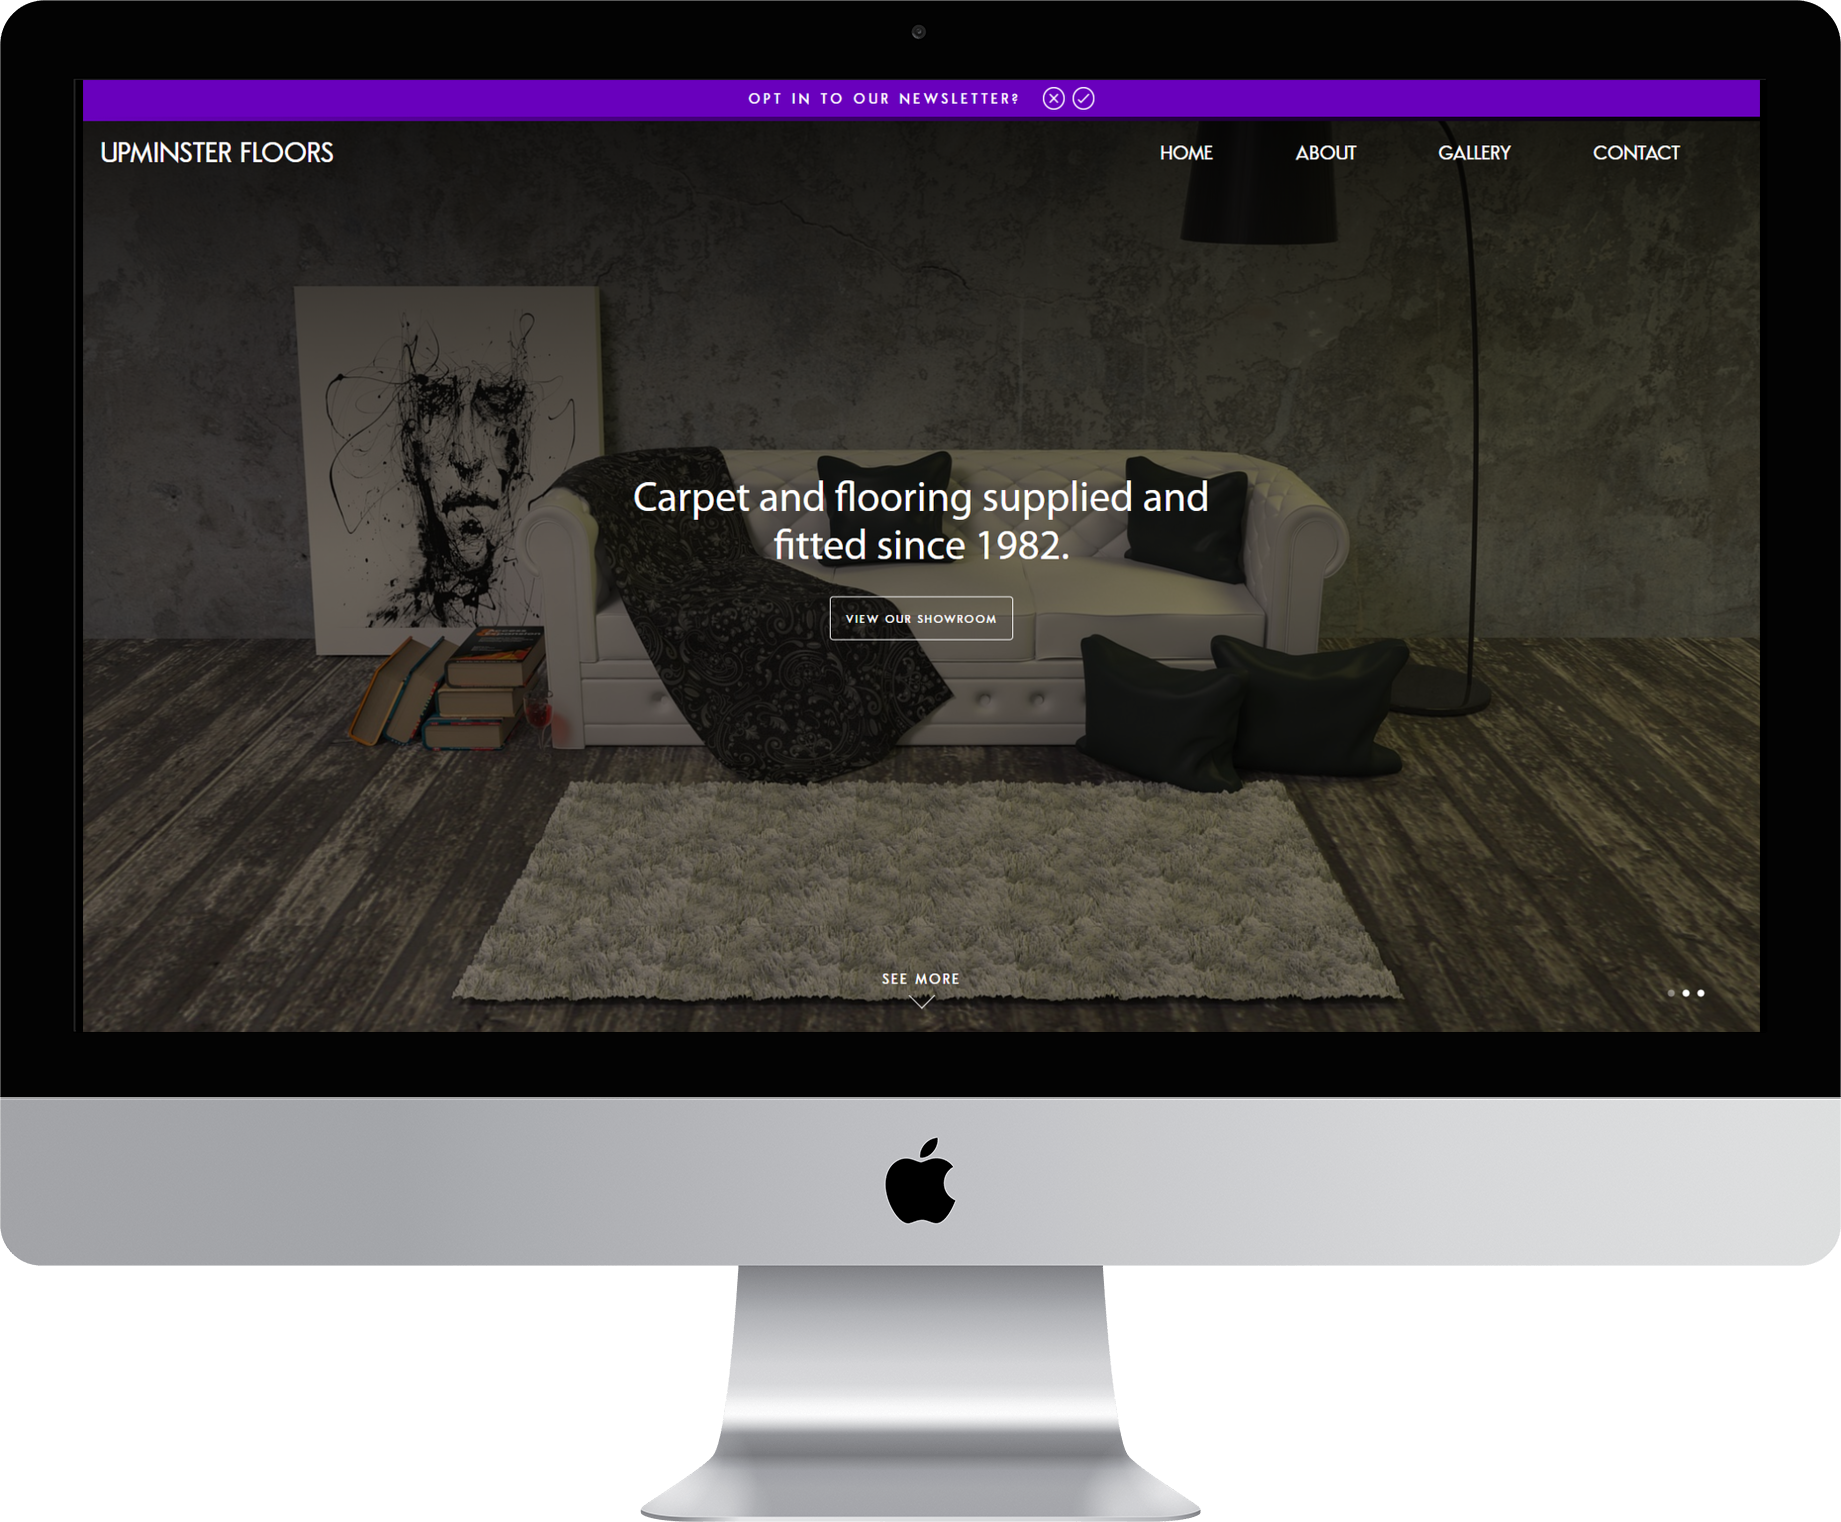 OPT IN TO OUR NEWSLETTER?
UPMINSTER FLOORS
HOME ABOUT GALLERY CONTACT
Carpet and flooring supplied and
fitted since 1982.
VIEW OUR SHOWROOM
SEE MORE